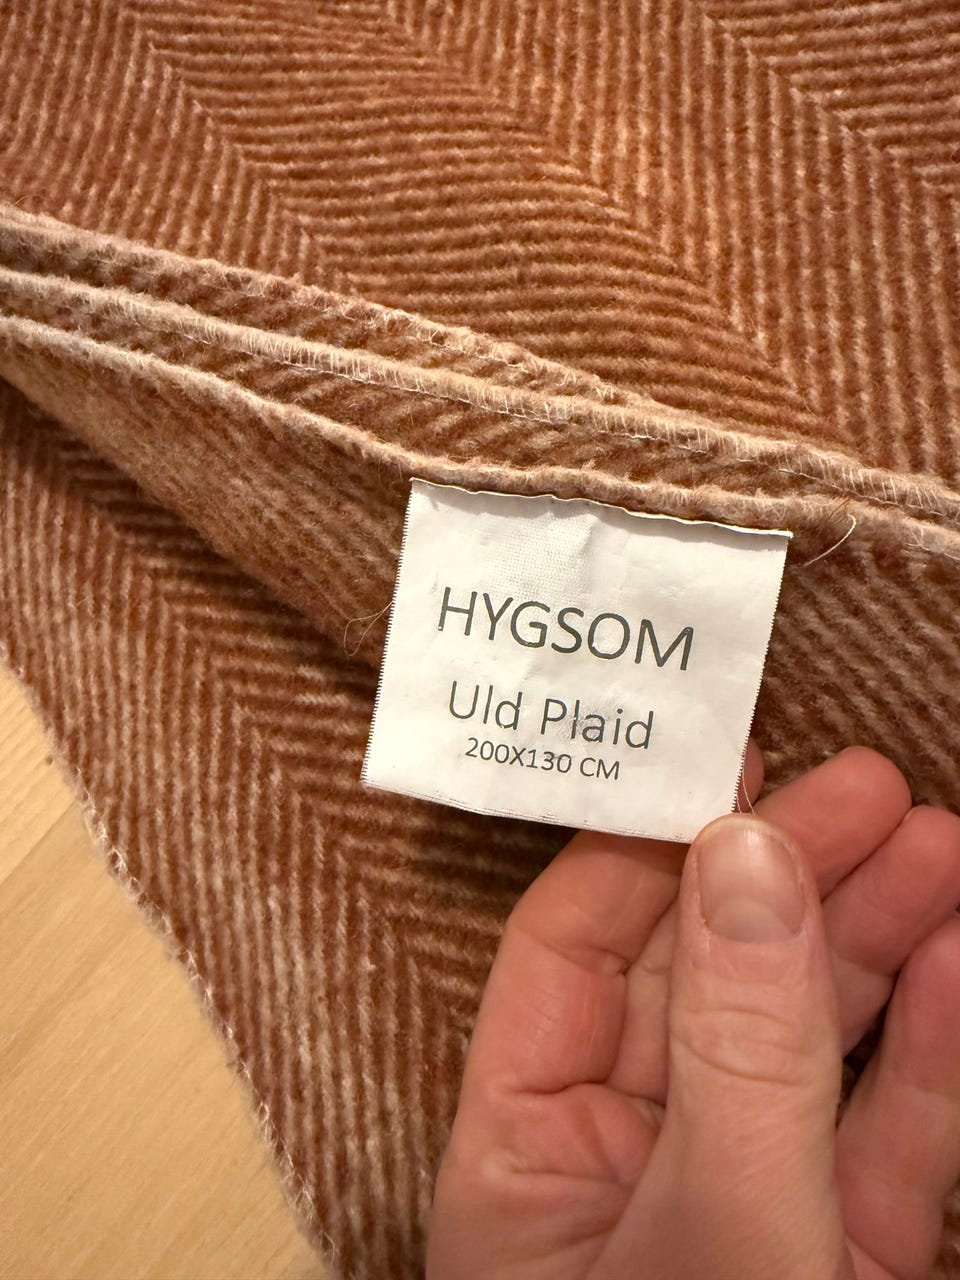 HYGSOM
Uld Plaid
200X130 CM